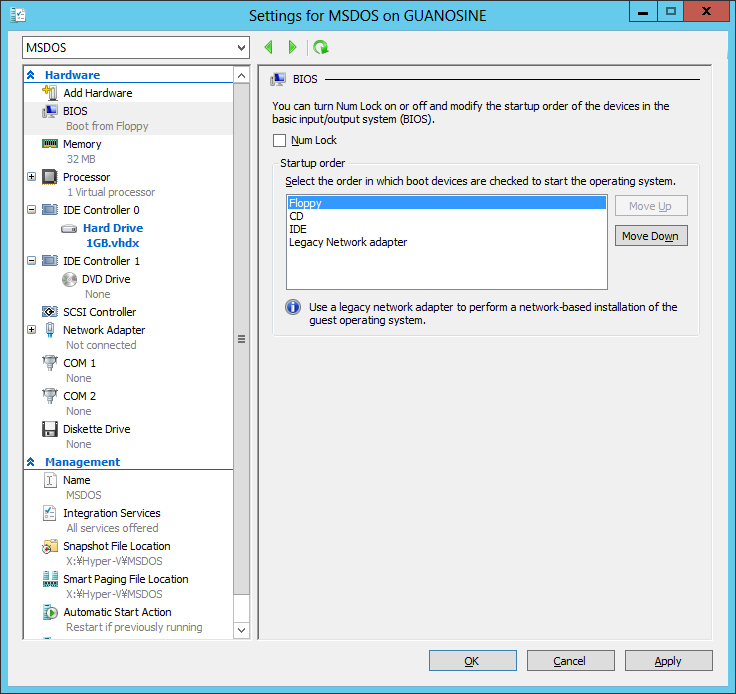 Settings for MSDOS on GUANOSINE
MSDOS
Hardware
Add Hardware
BIOS
Boot from Floppy
Memory
32 MB
Processor
1 Virtual processor
IDE Controller 0
Hard Drive
1GB.vhdx
IDE Controller 1
DVD Drive
None
SCSI Controller
Network Adapter
Not connected
COM 1
None
COM 2
None
Diskette Drive
None
Management
Name
MSDOS
Integration Services
All services offered
Snapshot File Location
X:¥Hyper-V¥MSDOS
Smart Paging File Location
X:¥Hyper-V¥MSDOS
Automatic Start Action
Restart if previously running
BIOS
You can turn Num Lock on or off and modify the startup order of the devices in the
basic input/output system (BIOS).
Num Lock
Startup order
Select the order in which boot devices are checked to start the operating system.
Floppy
CD
IDE
Legacy Network adapter
Move Up
Move Down
Use a legacy network adapter to perform a network-based installation of the
guest operating system.
OK
Cancel
Apply